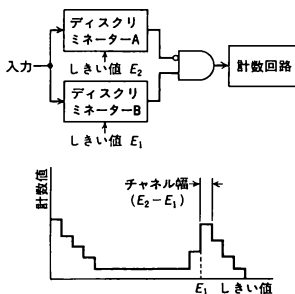 ディスクリ
ミネーターA
しきい値 E₂
入力
ディスクリ
ミネーターB
しきい値 E₁
計数回路
チャネル幅
(E₂−E₁)
計数値
E₁ しきい値